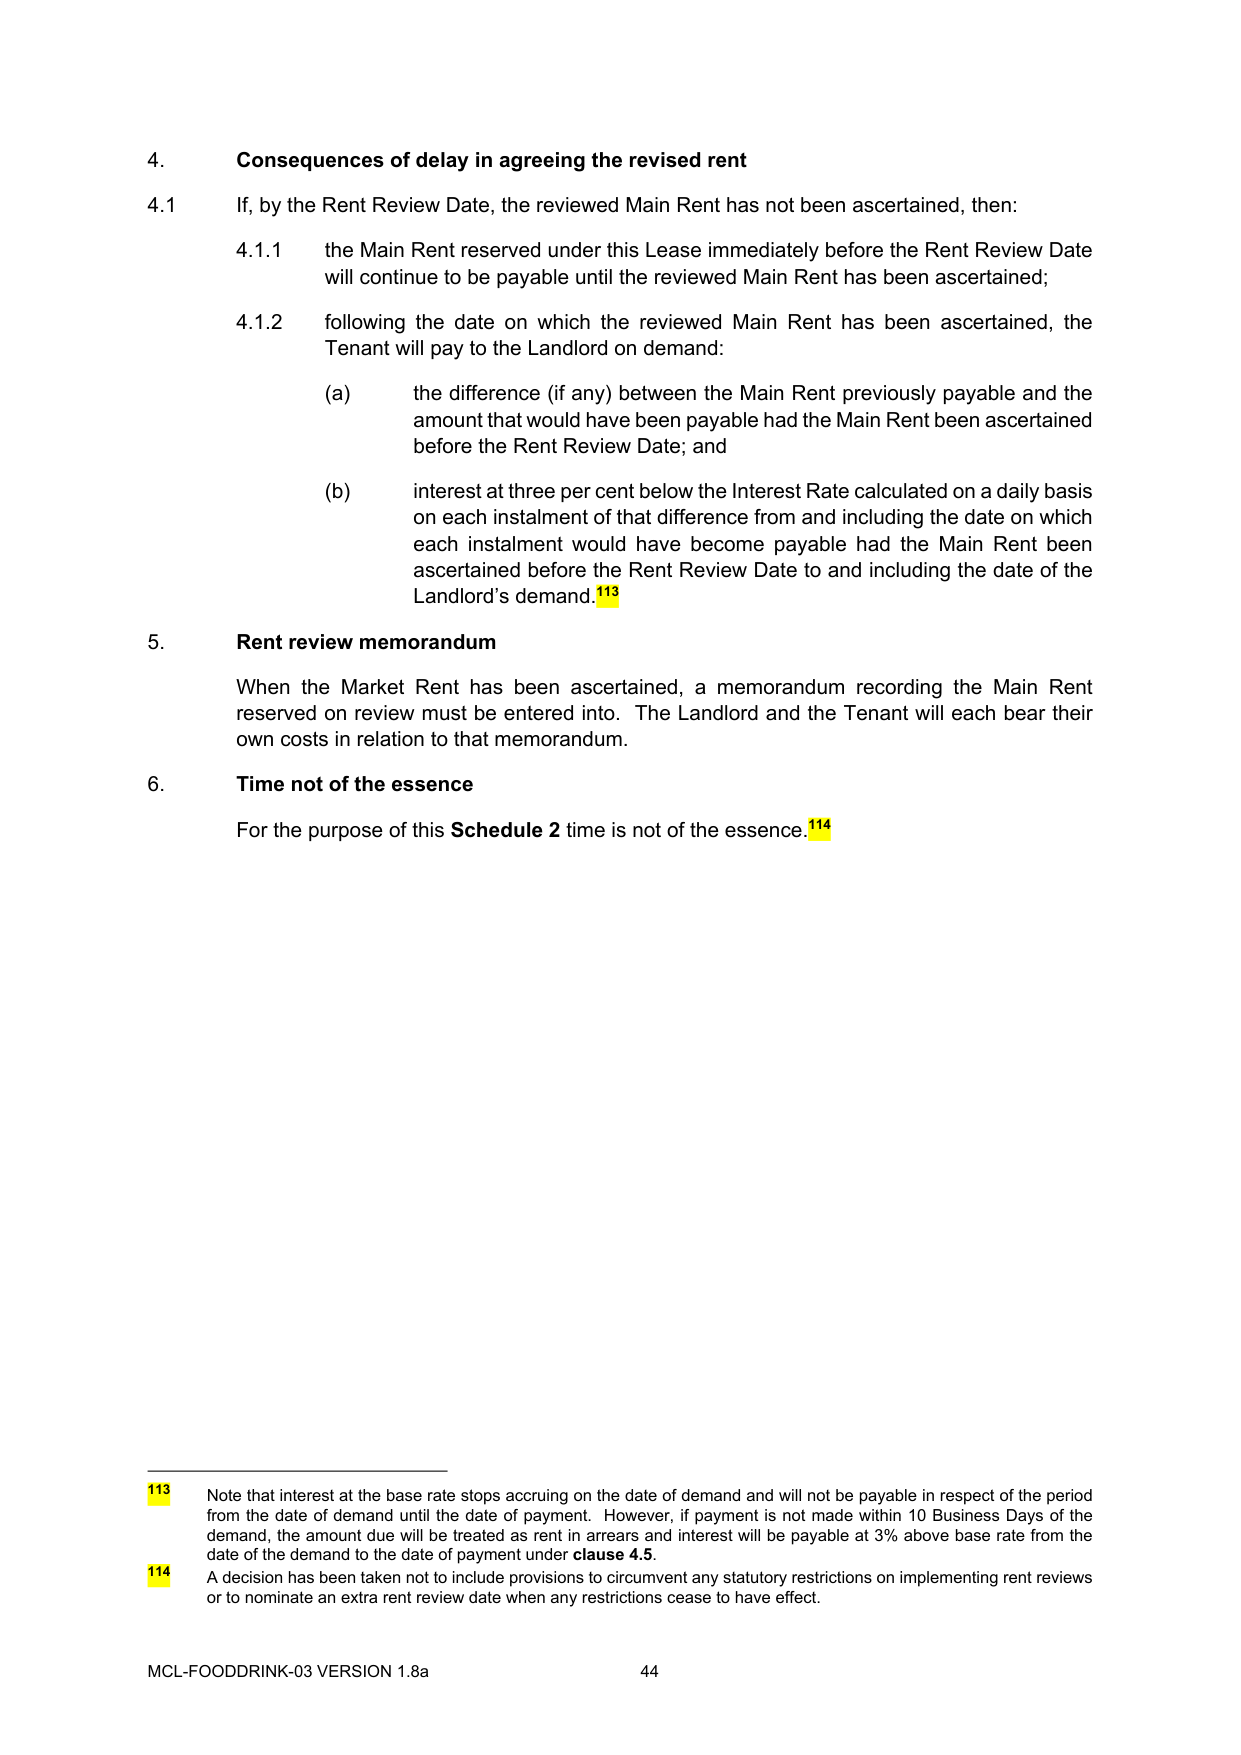 4. Consequences of delay in agreeing the revised rent
4.1 If, by the Rent Review Date, the reviewed Main Rent has not been ascertained, then:
4.1.1 the Main Rent reserved under this Lease immediately before the Rent Review Date
will continue to be payable until the reviewed Main Rent has been ascertained;
4.1.2 following the date on which the reviewed Main Rent has been ascertained, the
Tenant will pay to the Landlord on demand:
(a) the difference (if any) between the Main Rent previously payable and the
amount that would have been payable had the Main Rent been ascertained
before the Rent Review Date; and
(b) interest at three per cent below the Interest Rate calculated on a daily basis
on each instalment of that difference from and including the date on which
each instalment would have become payable had the Main Rent been
ascertained before the Rent Review Date to and including the date of the
Landlord’s demand.113
5. Rent review memorandum
When the Market Rent has been ascertained, a memorandum recording the Main Rent
reserved on review must be entered into. The Landlord and the Tenant will each bear their
own costs in relation to that memorandum.
6. Time not of the essence
For the purpose of this Schedule 2 time is not of the essence.114
113 Note that interest at the base rate stops accruing on the date of demand and will not be payable in respect of the period
from the date of demand until the date of payment. However, if payment is not made within 10 Business Days of the
demand, the amount due will be treated as rent in arrears and interest will be payable at 3% above base rate from the
date of the demand to the date of payment under clause 4.5.
114 A decision has been taken not to include provisions to circumvent any statutory restrictions on implementing rent reviews
or to nominate an extra rent review date when any restrictions cease to have effect.
MCL-FOODDRINK-03 VERSION 1.8a 44